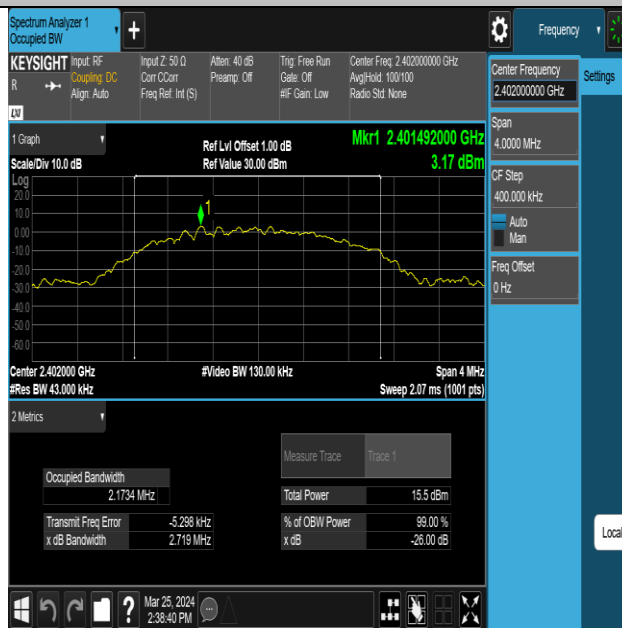 Spectrum Analyzer 1
Occupied BW
+
Frequency
KEYSIGHT Input: RF
R Coupling: DC
Align: Auto
LXI
Input Z: 50 Ω
Corr CCorr
Freq Ref: Int (S)
Atten: 40 dB
Preamp: Off
Trig: Free Run
Gate: Off
#IF Gain: Low
Center Freq: 2.402000000 GHz
Avg|Hold: 100/100
Radio Std: None
Center Frequency
2.402000000 GHz
Settings
Span
4.0000 MHz
CF Step
400.000 kHz
Auto
Man
Freq Offset
0 Hz
1 Graph
Scale/Div 10.0 dB
Ref Lvl Offset 1.00 dB
Ref Value 30.00 dBm
Mkr1 2.401492000 GHz
3.17 dBm
Log
20.0
10.0
0.00
-10.0
-20.0
-30.0
-40.0
-50.0
-60.0
1
Center 2.402000 GHz
#Res BW 43.000 kHz
#Video BW 130.00 kHz
Span 4 MHz
Sweep 2.07 ms (1001 pts)
2 Metrics
Measure Trace Trace 1
Occupied Bandwidth
2.1734 MHz
Total Power 15.5 dBm
Transmit Freq Error -5.298 kHz
% of OBW Power 99.00 %
x dB Bandwidth 2.719 MHz
x dB -26.00 dB
Local
?
Mar 25, 2024
2:38:40 PM